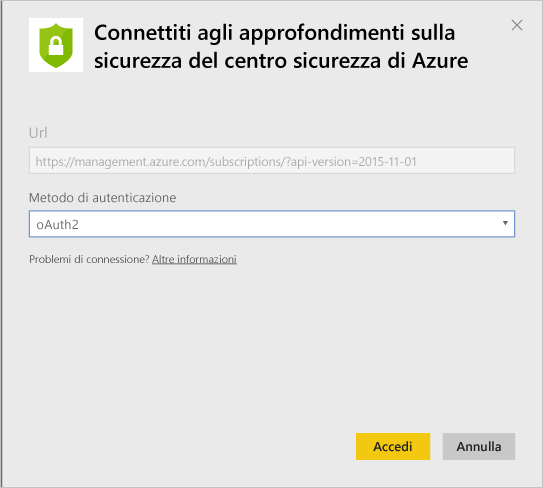 Connettiti agli approfondimenti sulla
sicurezza del centro sicurezza di Azure
Url
https://management.azure.com/subscriptions/?api-version=2015-11-01
Metodo di autenticazione
oAuth2
Problemi di connessione? Altre informazioni
Accedi
Annulla